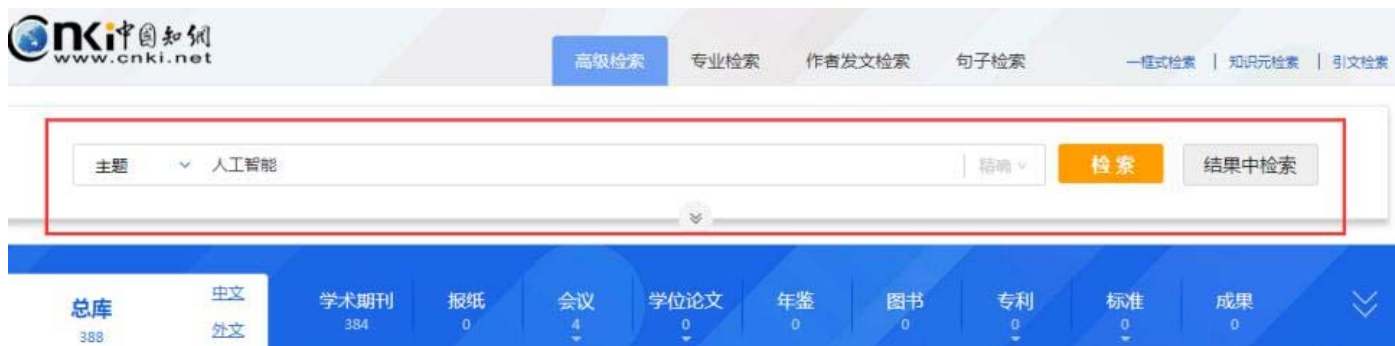 cnki中国知网
www.cnki.net
高级检索 专业检索 作者发文检索 句子检索 一框式检索 | 知识元检索 | 引文检索
主题 人工智能 精确 检索 结果中检索
总库 388 中文 外文
学术期刊 384
报纸 0
会议 4
学位论文 0
年鉴 0
图书 0
专利 0
标准 0
成果 0